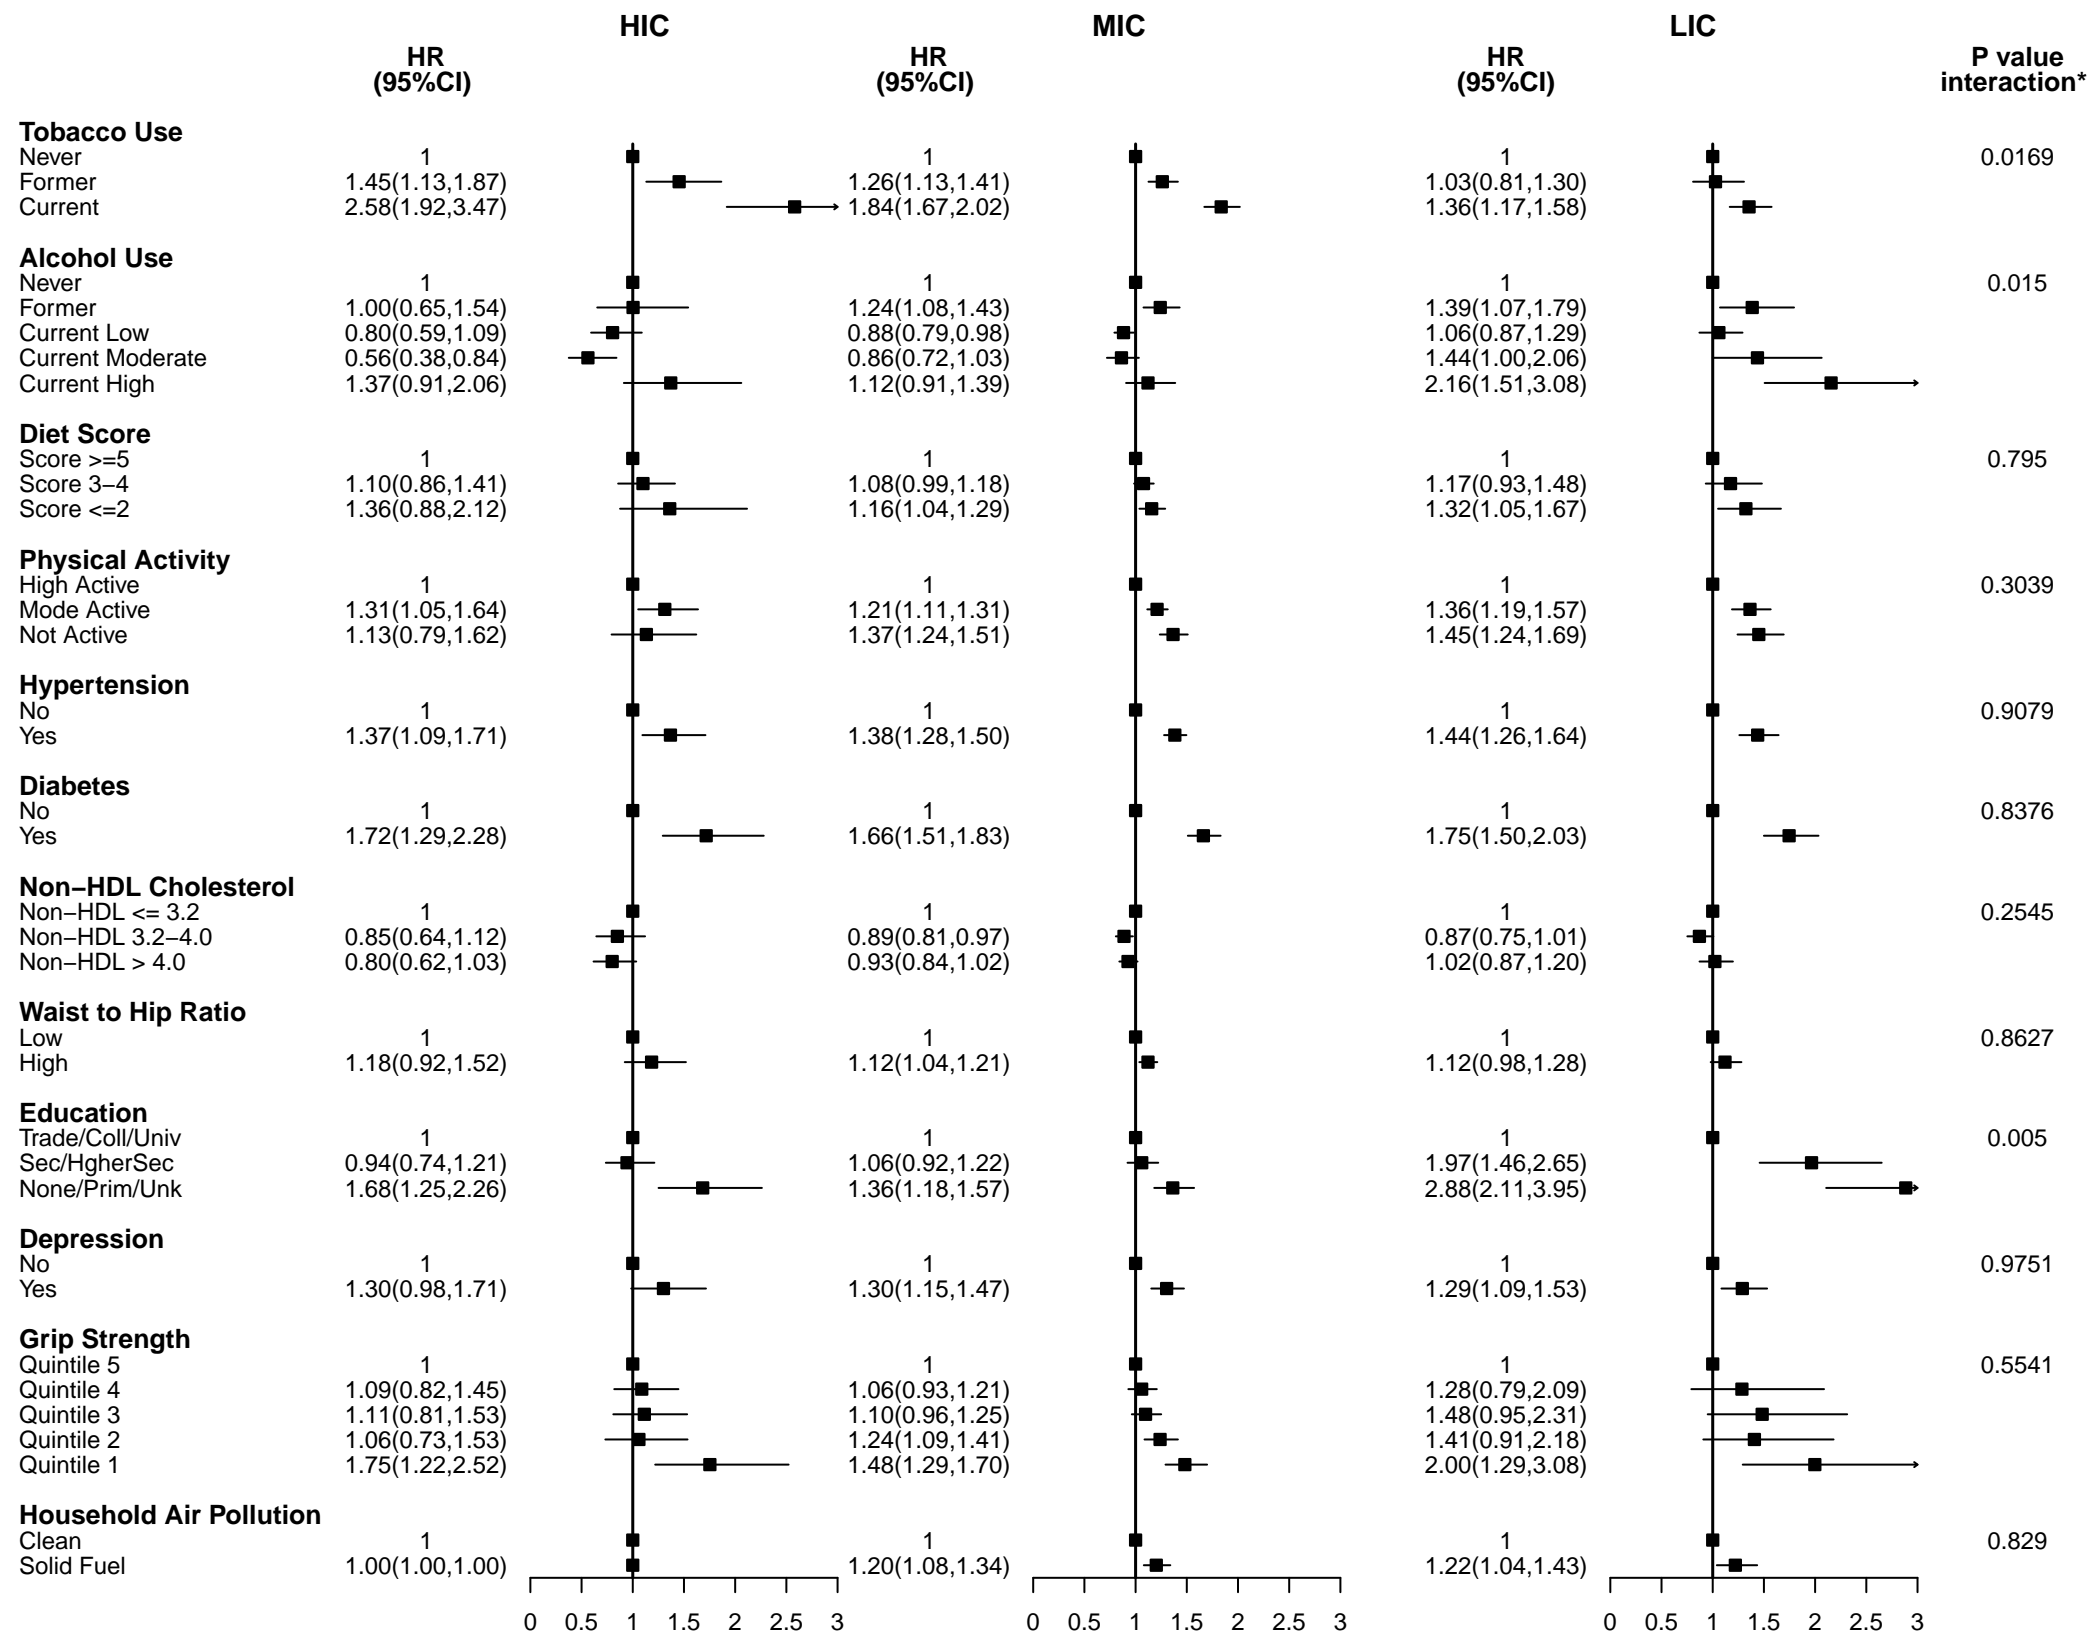 HIC MIC LIC
HR HR HR P value
(95%CI) (95%CI) (95%CI) interaction*
Tobacco Use
Never 1 1 1 0.0169
Former 1.45(1.13,1.87) 1.26(1.13,1.41) 1.03(0.81,1.30)
Current 2.58(1.92,3.47) 1.84(1.67,2.02) 1.36(1.17,1.58)
Alcohol Use
Never 1 1 1 0.015
Former 1.00(0.65,1.54) 1.24(1.08,1.43) 1.39(1.07,1.79)
Current Low 0.80(0.59,1.09) 0.88(0.79,0.98) 1.06(0.87,1.29)
Current Moderate 0.56(0.38,0.84) 0.86(0.72,1.03) 1.44(1.00,2.06)
Current High 1.37(0.91,2.06) 1.12(0.91,1.39) 2.16(1.51,3.08)
Diet Score
Score >=5 1 1 1 0.795
Score 3−4 1.10(0.86,1.41) 1.08(0.99,1.18) 1.17(0.93,1.48)
Score <=2 1.36(0.88,2.12) 1.16(1.04,1.29) 1.32(1.05,1.67)
Physical Activity
High Active 1 1 1 0.3039
Mode Active 1.31(1.05,1.64) 1.21(1.11,1.31) 1.36(1.19,1.57)
Not Active 1.13(0.79,1.62) 1.37(1.24,1.51) 1.45(1.24,1.69)
Hypertension
No 1 1 1 0.9079
Yes 1.37(1.09,1.71) 1.38(1.28,1.50) 1.44(1.26,1.64)
Diabetes
No 1 1 1 0.8376
Yes 1.72(1.29,2.28) 1.66(1.51,1.83) 1.75(1.50,2.03)
Non−HDL Cholesterol
Non−HDL <= 3.2 1 1 1 0.2545
Non−HDL 3.2−4.0 0.85(0.64,1.12) 0.89(0.81,0.97) 0.87(0.75,1.01)
Non−HDL > 4.0 0.80(0.62,1.03) 0.93(0.84,1.02) 1.02(0.87,1.20)
Waist to Hip Ratio
Low 1 1 1 0.8627
High 1.18(0.92,1.52) 1.12(1.04,1.21) 1.12(0.98,1.28)
Education
Trade/Coll/Univ 1 1 1 0.005
Sec/HgherSec 0.94(0.74,1.21) 1.06(0.92,1.22) 1.97(1.46,2.65)
None/Prim/Unk 1.68(1.25,2.26) 1.36(1.18,1.57) 2.88(2.11,3.95)
Depression
No 1 1 1 0.9751
Yes 1.30(0.98,1.71) 1.30(1.15,1.47) 1.29(1.09,1.53)
Grip Strength
Quintile 5 1 1 1 0.5541
Quintile 4 1.09(0.82,1.45) 1.06(0.93,1.21) 1.28(0.79,2.09)
Quintile 3 1.11(0.81,1.53) 1.10(0.96,1.25) 1.48(0.95,2.31)
Quintile 2 1.06(0.73,1.53) 1.24(1.09,1.41) 1.41(0.91,2.18)
Quintile 1 1.75(1.22,2.52) 1.48(1.29,1.70) 2.00(1.29,3.08)
Household Air Pollution
Clean 1 1 1 0.829
Solid Fuel 1.00(1.00,1.00) 1.20(1.08,1.34) 1.22(1.04,1.43)
0 0.5 1 1.5 2 2.5 3 0 0.5 1 1.5 2 2.5 3 0 0.5 1 1.5 2 2.5 3